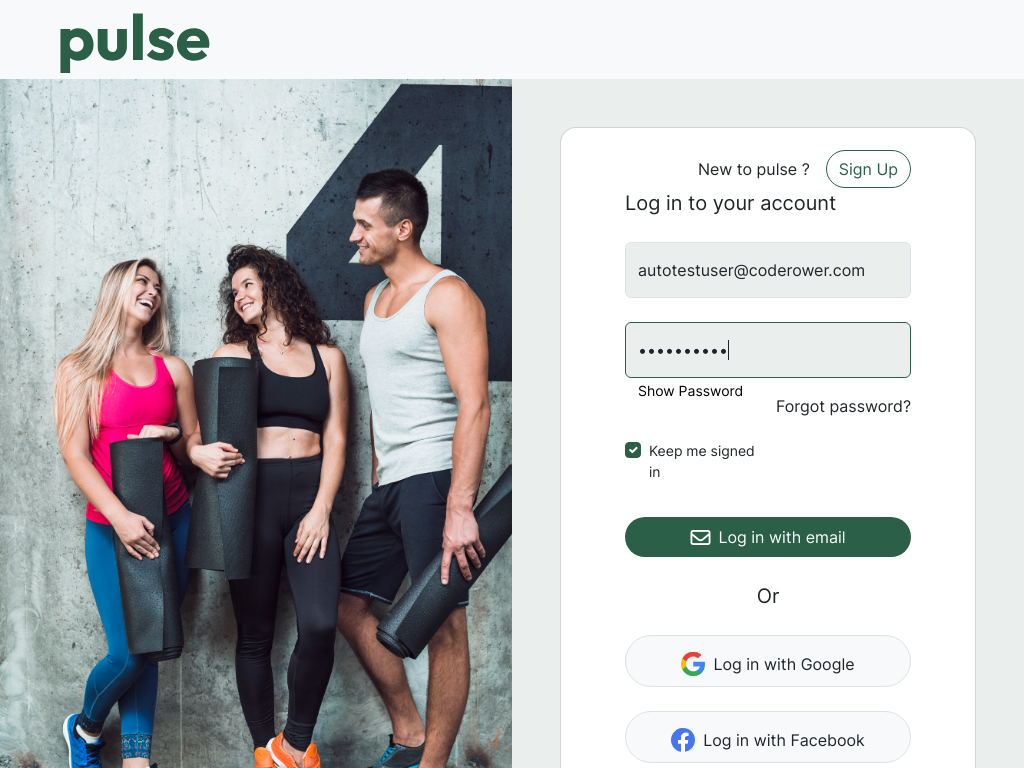 pulse
4
New to pulse ?
Sign Up
Log in to your account
autotestuser@coderower.com
••••••••••
Show Password
Forgot password?
Keep me signed
in
Log in with email
Or
Log in with Google
Log in with Facebook